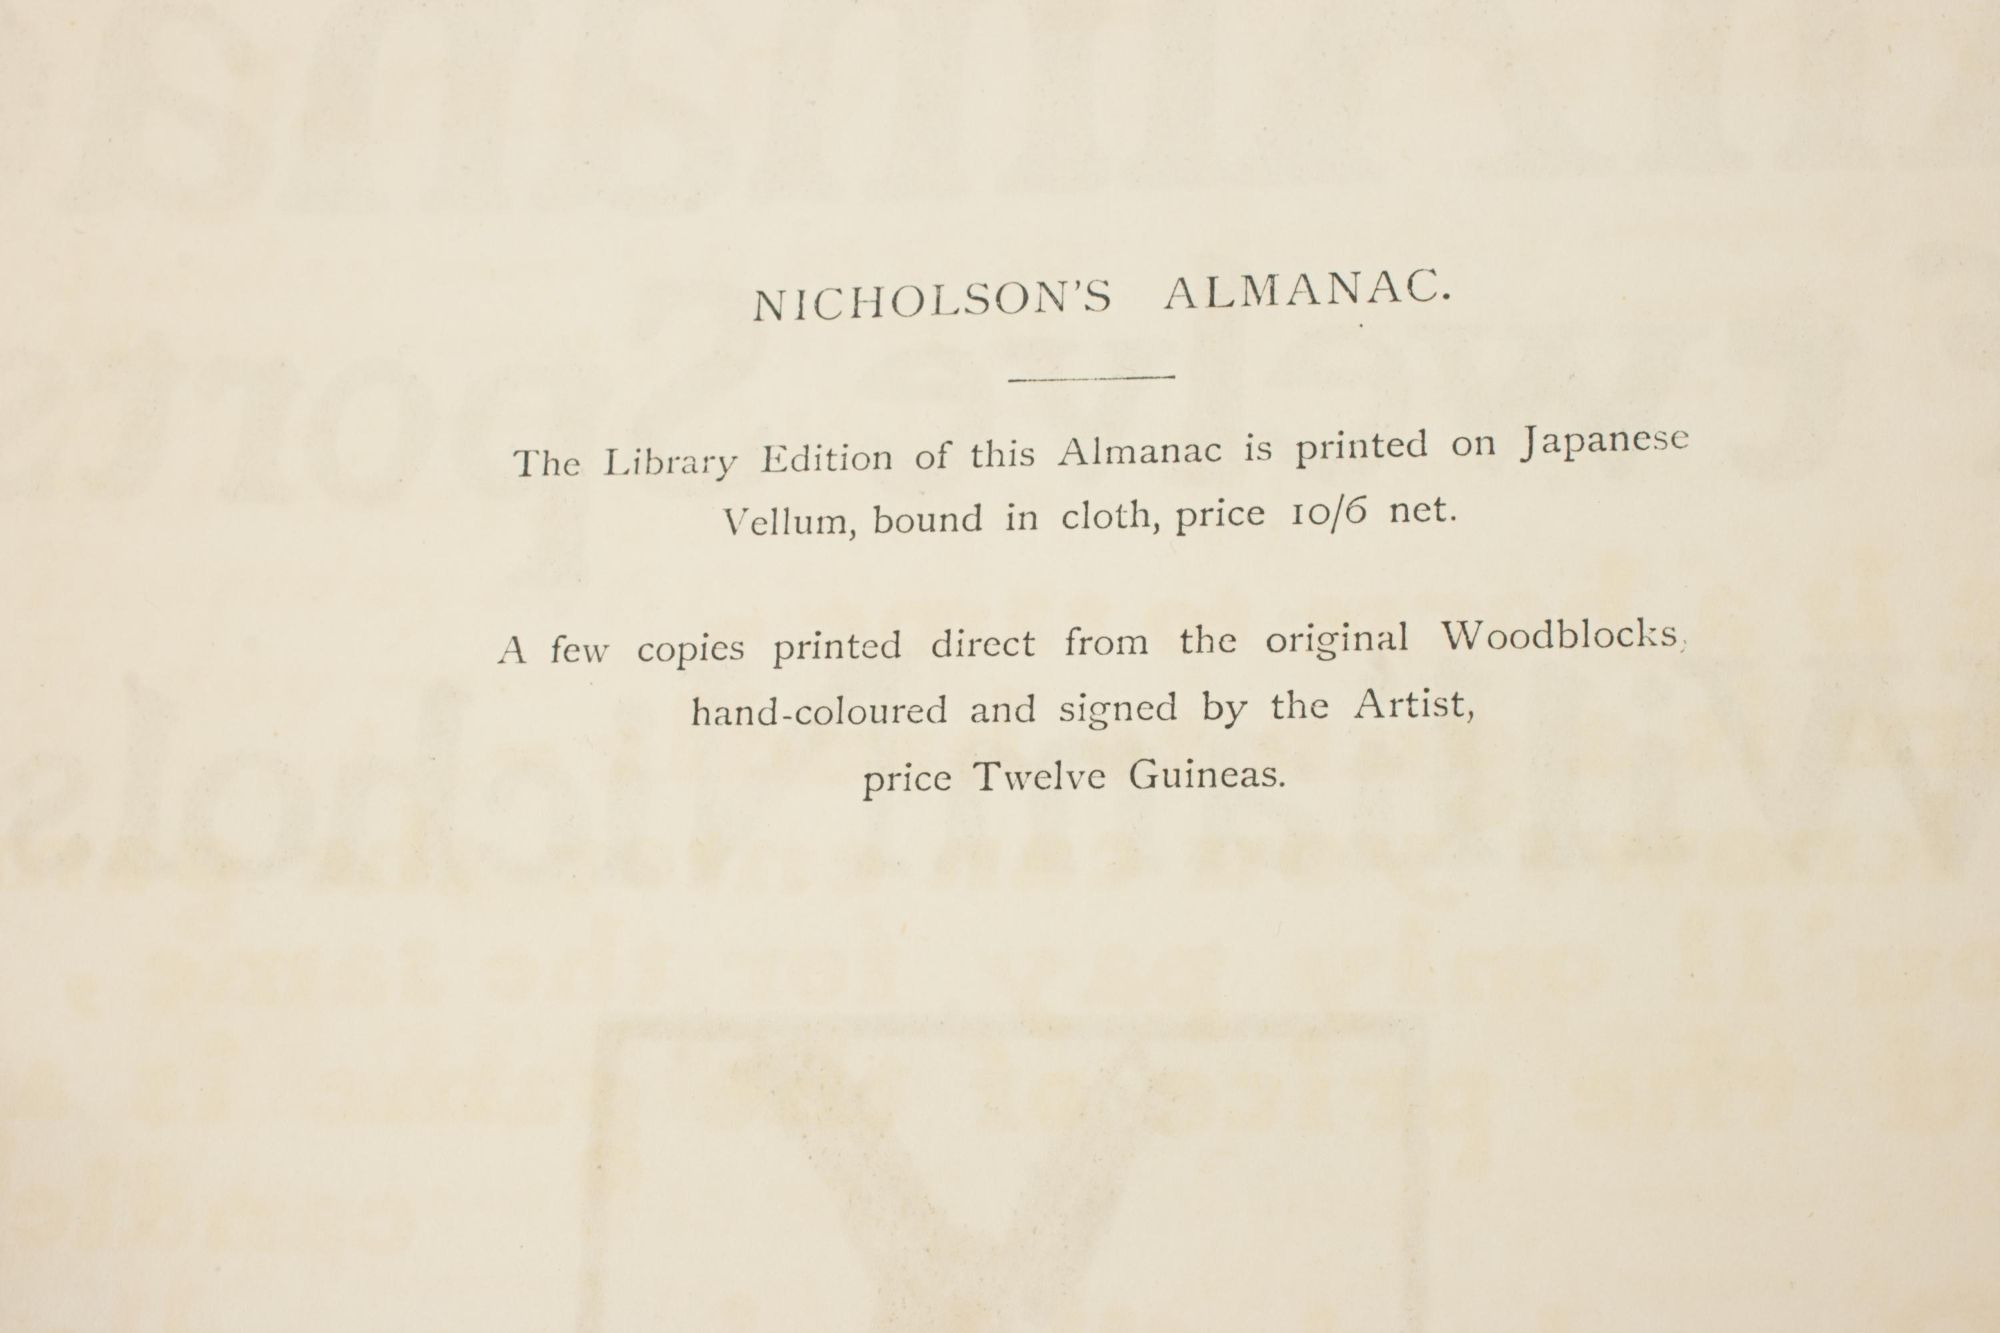 NICHOLSON'S ALMANAC.
The Library Edition of this Almanac is printed on Japanese
Vellum, bound in cloth, price 10/6 net.
A few copies printed direct from the original Woodblocks,
hand-coloured and signed by the Artist,
price Twelve Guineas.